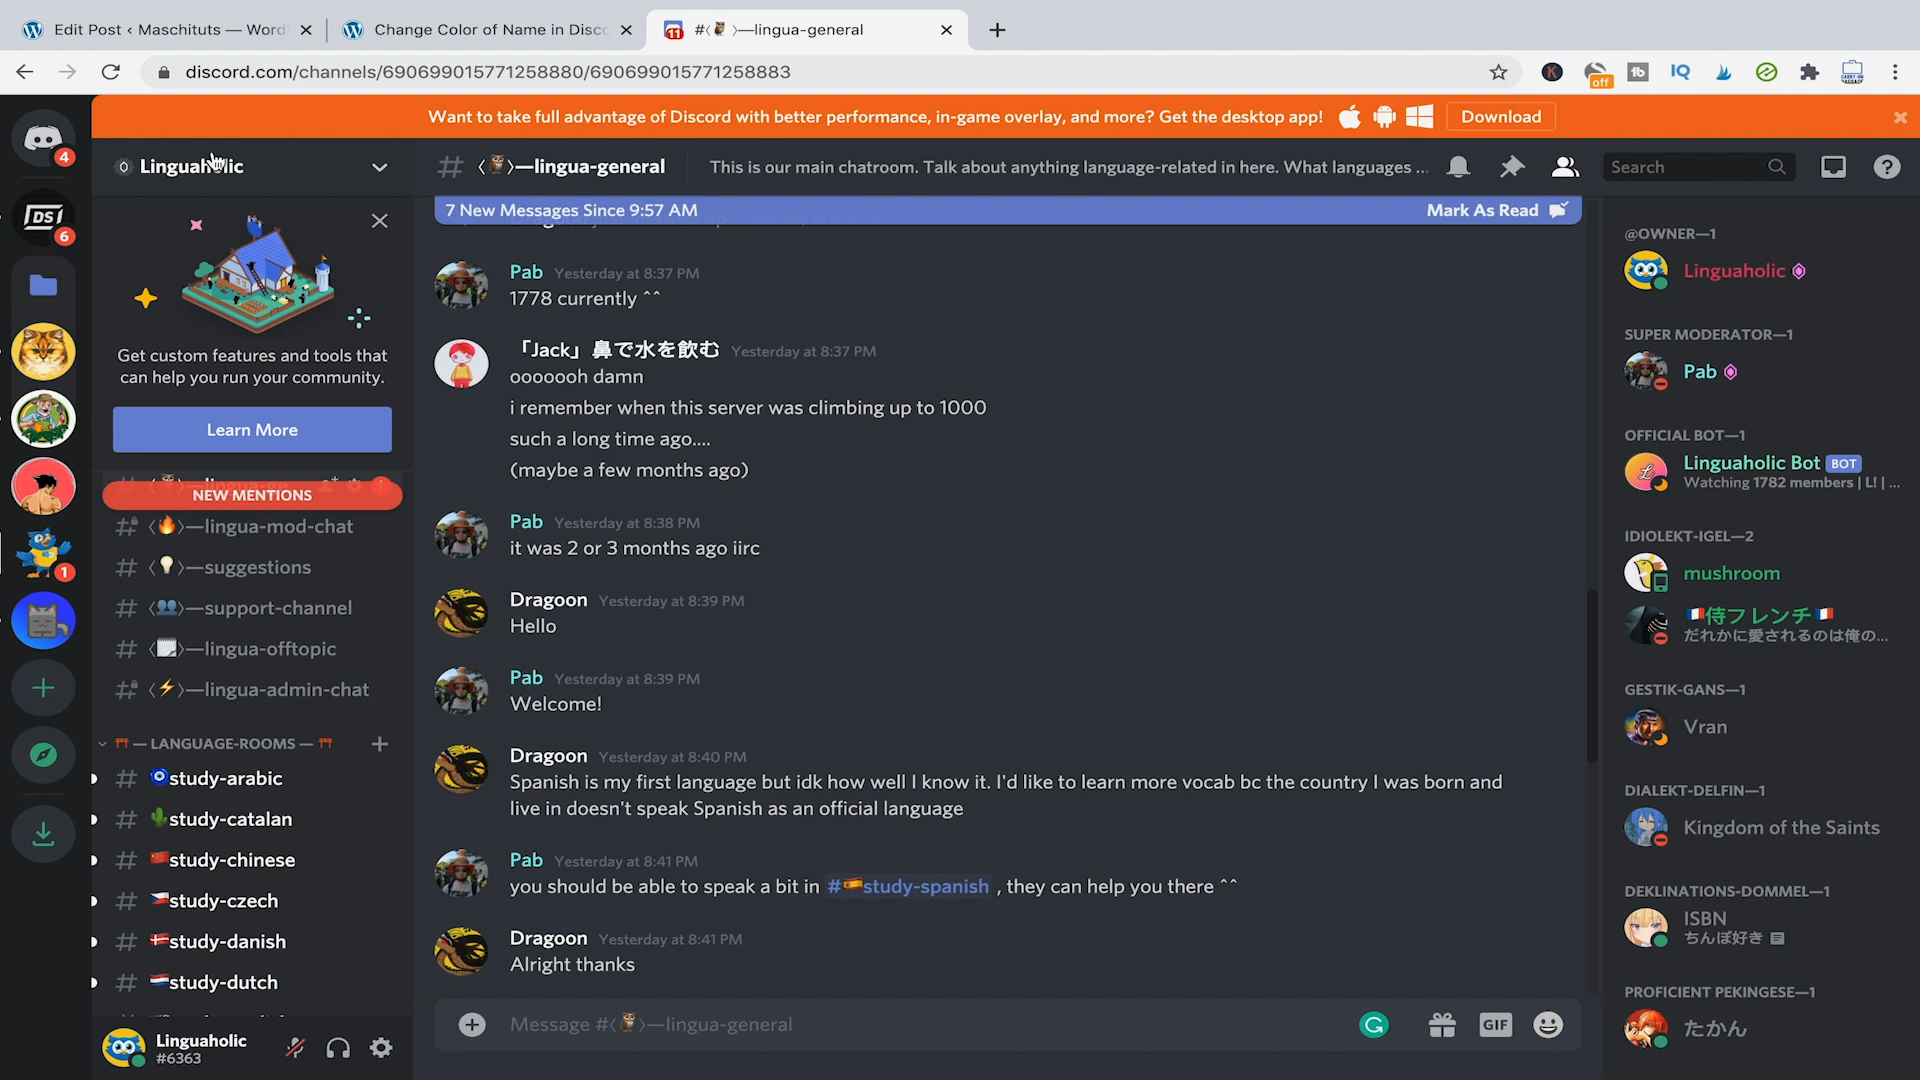 Edit Post ‹ Maschituts — Word
Change Color of Name in Disc
11
#〈🦉 〉—lingua-general
discord.com/channels/690699015771258880/690699015771258883
K
off
tb
IQ
Want to take full advantage of Discord with better performance, in-game overlay, and more? Get the desktop app!
Download
4
DS1
6
1
Linguaholic
Get custom features and tools that
can help you run your community.
Learn More
NEW MENTIONS
# 〈🔥〉—lingua-mod-chat
# 〈💡〉—suggestions
# 〈👥〉—support-channel
# 〈🗒️〉—lingua-offtopic
# 〈⚡〉—lingua-admin-chat
⛩ — LANGUAGE-ROOMS — ⛩
# 🧿study-arabic
# 🌵study-catalan
# 🇨🇳study-chinese
# 🇨🇿study-czech
# 🇩🇰study-danish
# 🇳🇱study-dutch
Linguaholic
#6363
# 〈🦉〉—lingua-general
This is our main chatroom. Talk about anything language-related in here. What languages ...
Search
7 New Messages Since 9:57 AM
Mark As Read
Pab Yesterday at 8:37 PM
1778 currently ^^
「Jack」鼻で水を飲む Yesterday at 8:37 PM
ooooooh damn
i remember when this server was climbing up to 1000
such a long time ago....
(maybe a few months ago)
Pab Yesterday at 8:38 PM
it was 2 or 3 months ago iirc
Dragoon Yesterday at 8:39 PM
Hello
Pab Yesterday at 8:39 PM
Welcome!
Dragoon Yesterday at 8:40 PM
Spanish is my first language but idk how well I know it. I'd like to learn more vocab bc the country I was born and
live in doesn't speak Spanish as an official language
Pab Yesterday at 8:41 PM
you should be able to speak a bit in #🇪🇸study-spanish , they can help you there ^^
Dragoon Yesterday at 8:41 PM
Alright thanks
Message #〈🦉〉—lingua-general
GIF
@OWNER—1
Linguaholic
SUPER MODERATOR—1
Pab
OFFICIAL BOT—1
Linguaholic Bot BOT
Watching 1782 members | L! | ...
IDIOLEKT-IGEL—2
mushroom
🇫🇷侍フレンチ🇫🇷
だれかに愛されるのは俺の...
GESTIK-GANS—1
Vran
DIALEKT-DELFIN—1
Kingdom of the Saints
DEKLINATIONS-DOMMEL—1
ISBN
ちんぽ好き
PROFICIENT PEKINGESE—1
たかん